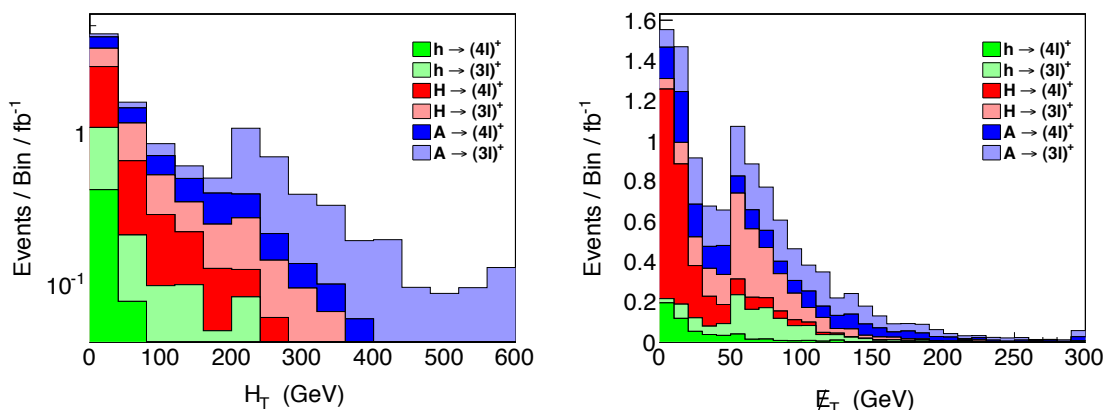 Events / Bin / fb⁻¹
1
10⁻¹
h → (4l)⁺
h → (3l)⁺
H → (4l)⁺
H → (3l)⁺
A → (4l)⁺
A → (3l)⁺
0 100 200 300 400 500 600
H_T (GeV)
Events / Bin / fb⁻¹
1.6
1.4
1.2
1
0.8
0.6
0.4
0.2
0
h → (4l)⁺
h → (3l)⁺
H → (4l)⁺
H → (3l)⁺
A → (4l)⁺
A → (3l)⁺
0 50 100 150 200 250 300
E̸_T (GeV)